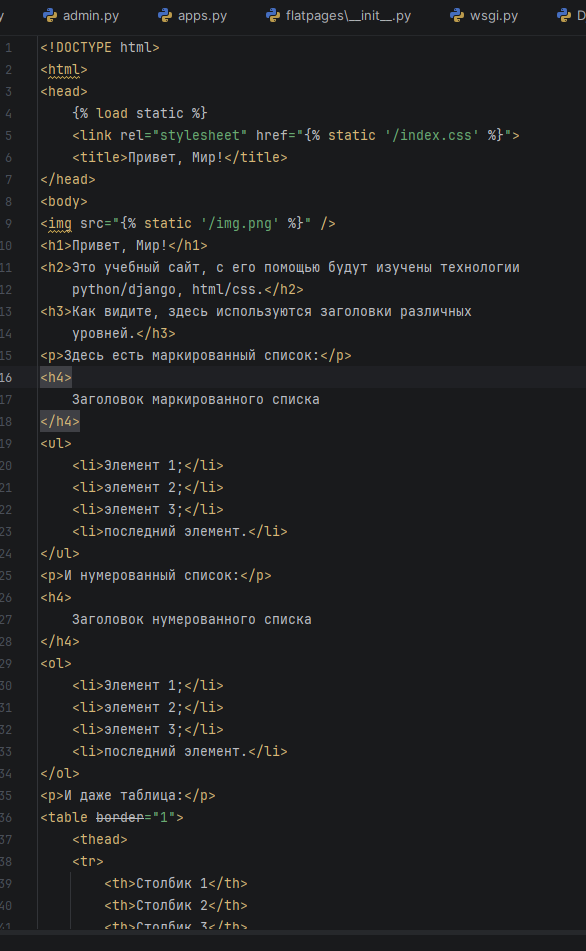 admin.py apps.py flatpages\__init__.py wsgi.py
1 <!DOCTYPE html>
2 <html>
3 <head>
4 {% load static %}
5 <link rel="stylesheet" href="{% static '/index.css' %}">
6 <title>Привет, Мир!</title>
7 </head>
8 <body>
9 <img src="{% static '/img.png' %}" />
10 <h1>Привет, Мир!</h1>
11 <h2>Это учебный сайт, с его помощью будут изучены технологии
12 python/django, html/css.</h2>
13 <h3>Как видите, здесь используются заголовки различных
14 уровней.</h3>
15 <p>Здесь есть маркированный список:</p>
16 <h4>
17 Заголовок маркированного списка
18 </h4>
19 <ul>
20 <li>Элемент 1;</li>
21 <li>элемент 2;</li>
22 <li>элемент 3;</li>
23 <li>последний элемент.</li>
24 </ul>
25 <p>И нумерованный список:</p>
26 <h4>
27 Заголовок нумерованного списка
28 </h4>
29 <ol>
30 <li>Элемент 1;</li>
31 <li>элемент 2;</li>
32 <li>элемент 3;</li>
33 <li>последний элемент.</li>
34 </ol>
35 <p>И даже таблица:</p>
36 <table border="1">
37 <thead>
38 <tr>
39 <th>Столбик 1</th>
40 <th>Столбик 2</th>
41 <th>Столбик 3</th>